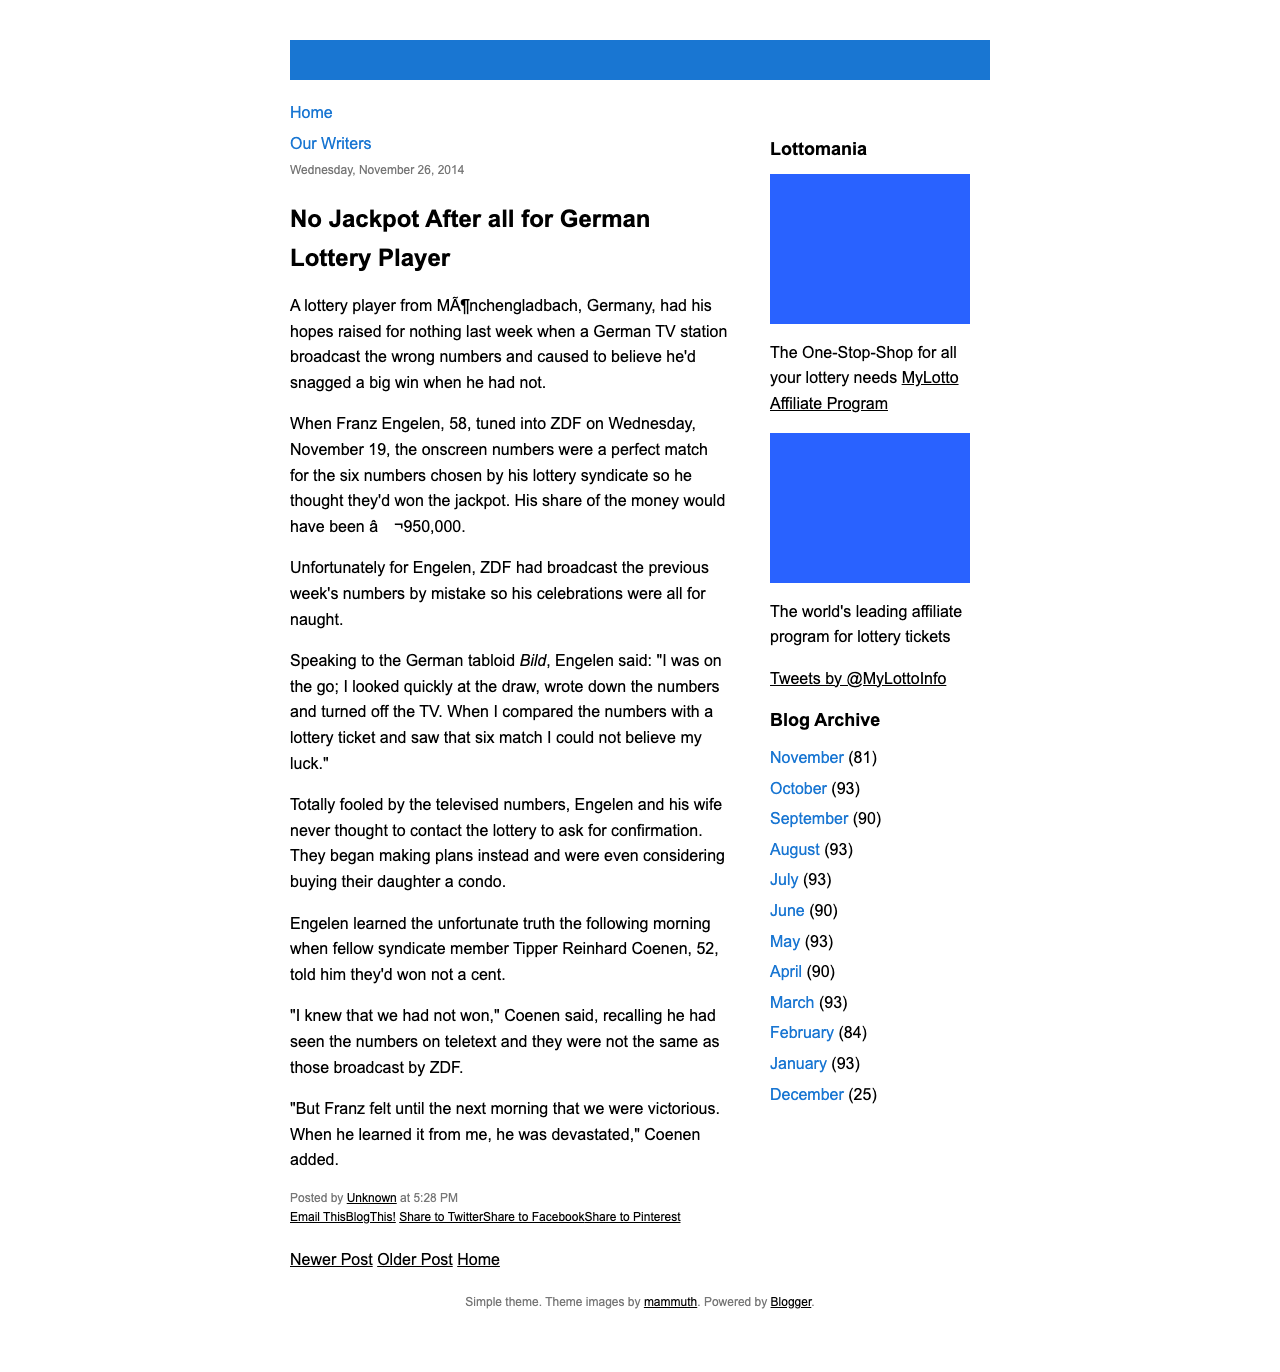 Home
Our Writers
Wednesday, November 26, 2014
No Jackpot After all for German
Lottery Player
A lottery player from MÃ¶nchengladbach, Germany, had his
hopes raised for nothing last week when a German TV station
broadcast the wrong numbers and caused to believe he'd
snagged a big win when he had not.
When Franz Engelen, 58, tuned into ZDF on Wednesday,
November 19, the onscreen numbers were a perfect match
for the six numbers chosen by his lottery syndicate so he
thought they'd won the jackpot. His share of the money would
have been â ¬950,000.
Unfortunately for Engelen, ZDF had broadcast the previous
week's numbers by mistake so his celebrations were all for
naught.
Speaking to the German tabloid Bild, Engelen said: "I was on
the go; I looked quickly at the draw, wrote down the numbers
and turned off the TV. When I compared the numbers with a
lottery ticket and saw that six match I could not believe my
luck."
Totally fooled by the televised numbers, Engelen and his wife
never thought to contact the lottery to ask for confirmation.
They began making plans instead and were even considering
buying their daughter a condo.
Engelen learned the unfortunate truth the following morning
when fellow syndicate member Tipper Reinhard Coenen, 52,
told him they'd won not a cent.
"I knew that we had not won," Coenen said, recalling he had
seen the numbers on teletext and they were not the same as
those broadcast by ZDF.
"But Franz felt until the next morning that we were victorious.
When he learned it from me, he was devastated," Coenen
added.
Posted by Unknown at 5:28 PM
Email ThisBlogThis! Share to TwitterShare to FacebookShare to Pinterest
Newer Post Older Post Home
Lottomania
The One-Stop-Shop for all
your lottery needs MyLotto
Affiliate Program
The world's leading affiliate
program for lottery tickets
Tweets by @MyLottoInfo
Blog Archive
November (81)
October (93)
September (90)
August (93)
July (93)
June (90)
May (93)
April (90)
March (93)
February (84)
January (93)
December (25)
Simple theme. Theme images by mammuth. Powered by Blogger.